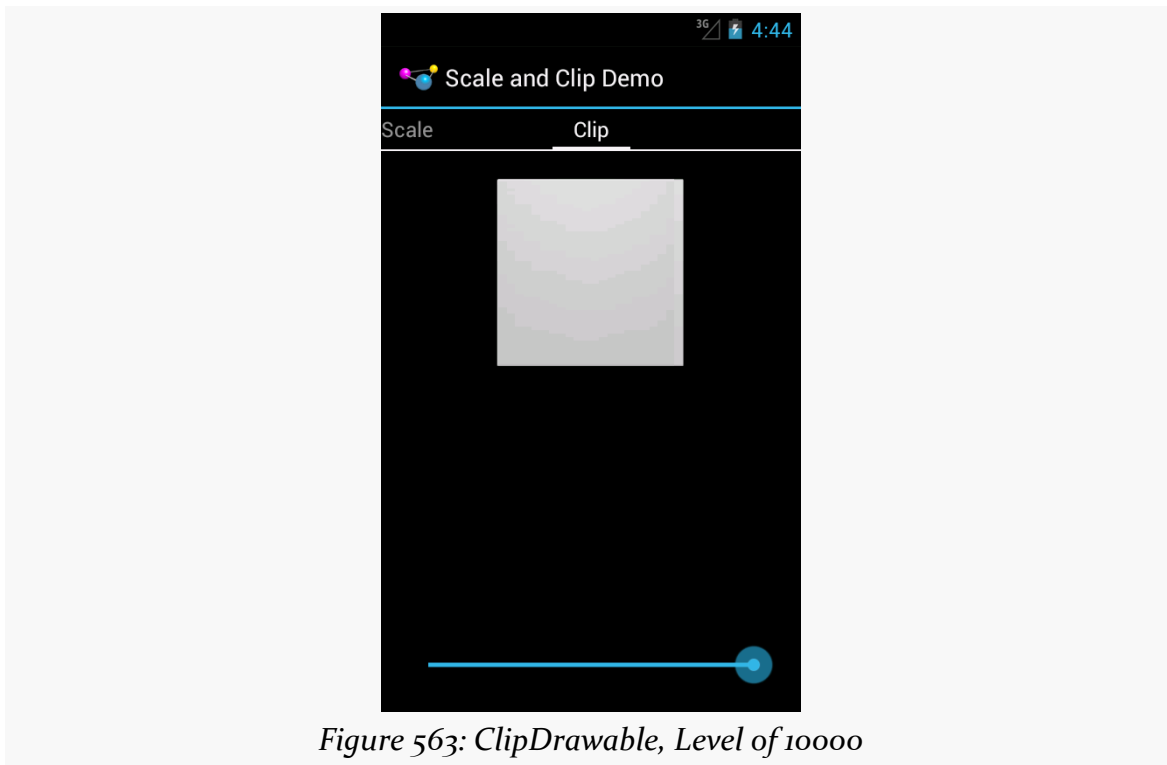 3G 4:44
Scale and Clip Demo
Scale Clip
Figure 563: ClipDrawable, Level of 10000